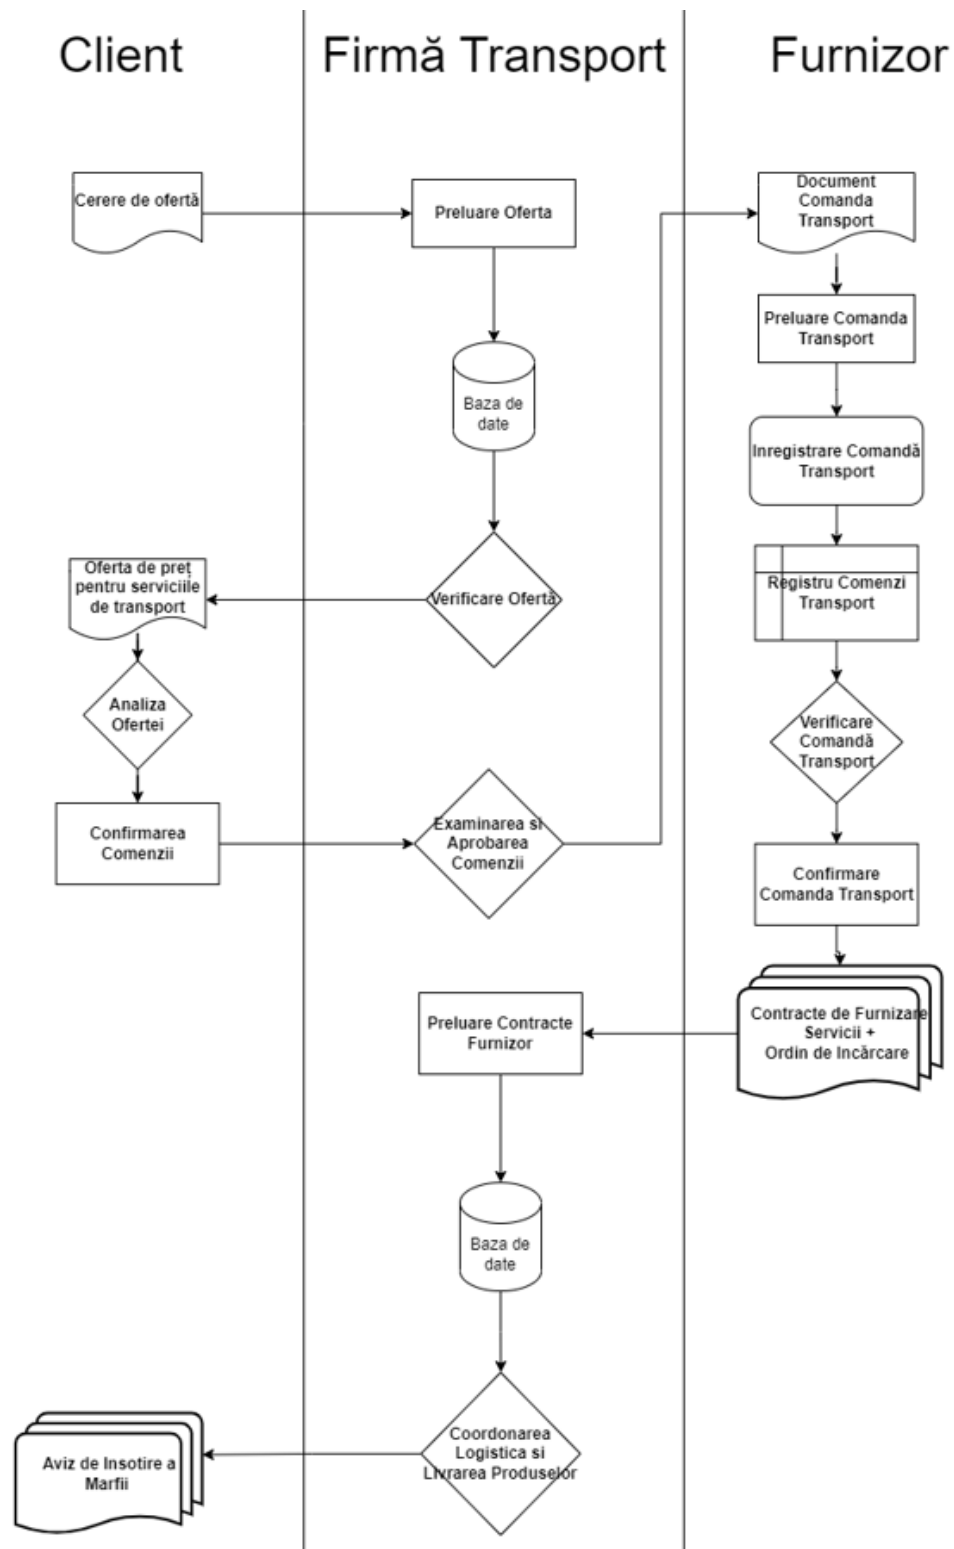 Client
Firmă Transport
Furnizor
Cerere de ofertă
Preluare Oferta
Document
Comanda
Transport
Preluare Comanda
Transport
Baza de
date
Inregistrare Comandă
Transport
Oferta de preț
pentru serviciile
de transport
Verificare Ofertă
Registru Comenzi
Transport
Analiza
Ofertei
Verificare
Comandă
Transport
Confirmarea
Comenzii
Examinarea si
Aprobarea
Comenzii
Confirmare
Comanda Transport
Preluare Contracte
Furnizor
Contracte de Furnizare
Servicii +
Ordin de Incărcare
Baza de
date
Coordonarea
Logistica si
Livrarea Produselor
Aviz de Insotire a
Marfii